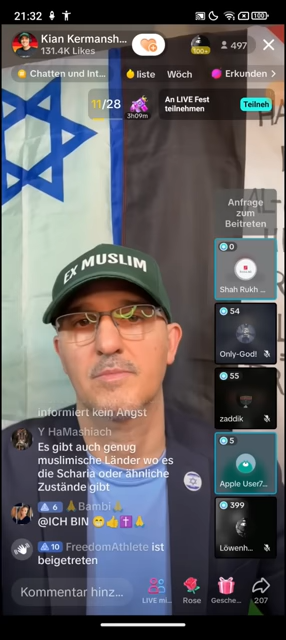 21:32
100
Kian Kermansh...
131.4K Likes
100+
497
Chatten und Int...
liste
Wöch
Erkunden
11/28
3h09m
An LIVE Fest
teilnehmen
Teilneh
Anfrage
zum
Beitreten
EX MUSLIM
0
Shah Rukh ...
54
Only-God!
55
zaddik
5
Apple User7...
399
Löwenh...
informiert kein Angst
Y HaMashiach
Es gibt auch genug
muslimische Länder wo es
die Scharia oder ähnliche
Zustände gibt
6 🙏Bambi
@ICH BIN 😁👍✝️🙏
10 FreedomAthlete ist
beigetreten
Kommentar hinz...
LIVE mi...
Rose
Gesche...
207